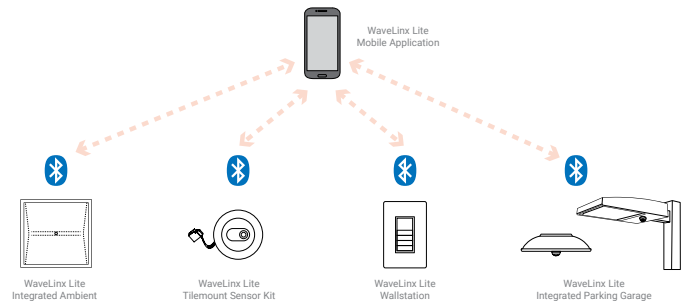 WaveLinx Lite
Mobile Application
WaveLinx Lite
Integrated Ambient
WaveLinx Lite
Tilemount Sensor Kit
WaveLinx Lite
Wallstation
WaveLinx Lite
Integrated Parking Garage